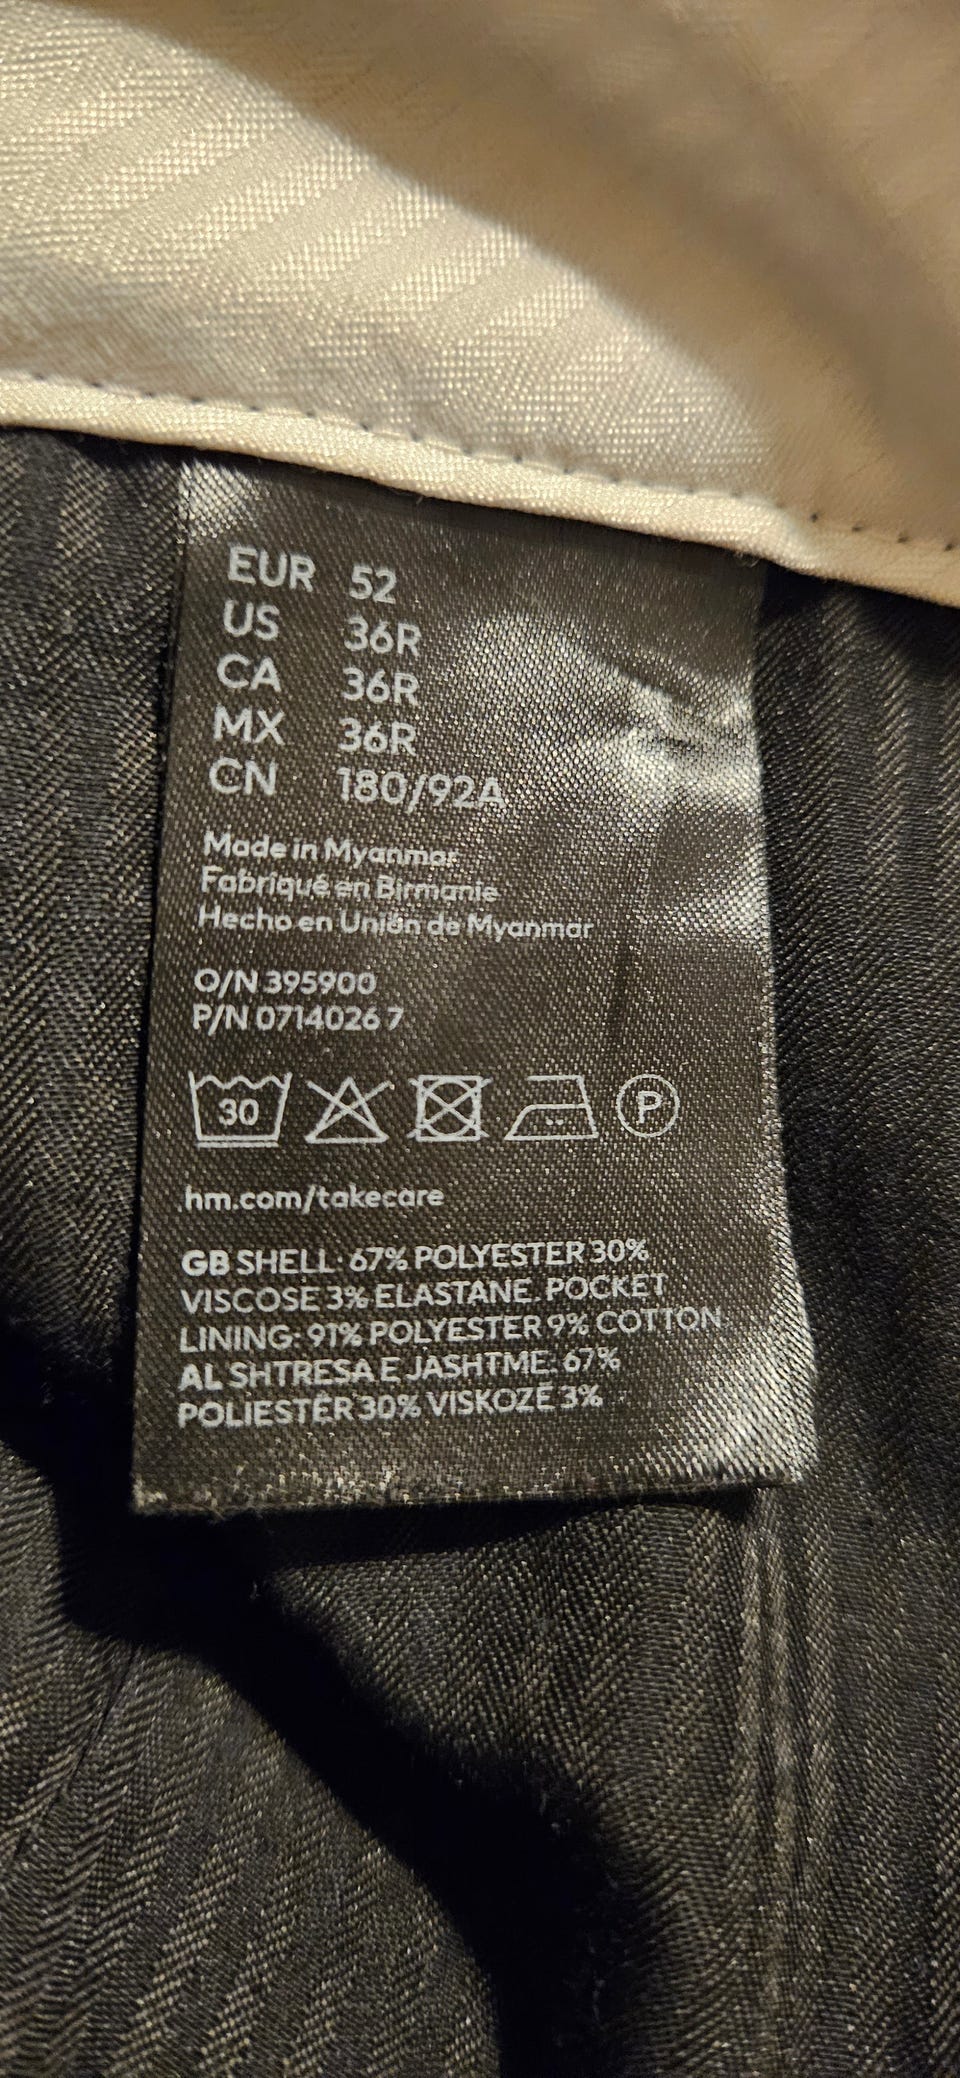 EUR 52
US 36R
CA 36R
MX 36R
CN 180/92A
Made in Myanmar
Fabriqué en Birmanie
Hecho en Unión de Myanmar
O/N 395900
P/N 0714026 7
30 P
hm.com/takecare
GB SHELL: 67% POLYESTER 30%
VISCOSE 3% ELASTANE. POCKET
LINING: 91% POLYESTER 9% COTTON
AL SHTRESA E JASHTME: 67%
POLIESTËR 30% VISKOZË 3%